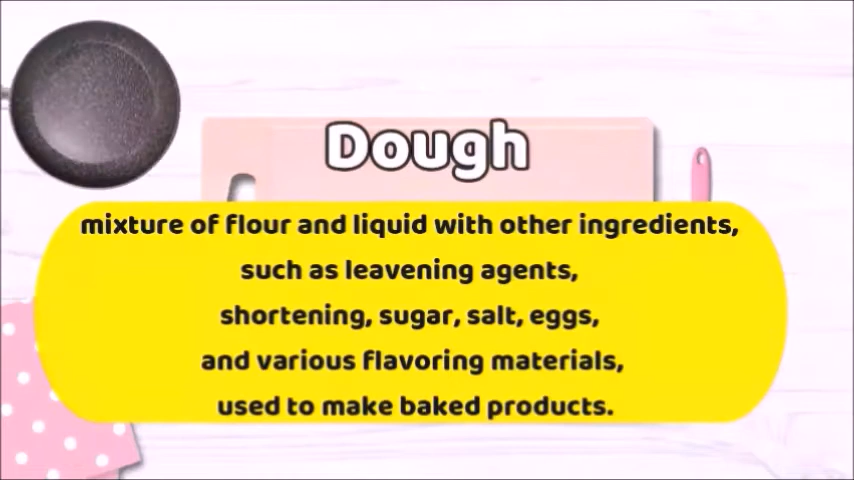 Dough
mixture of flour and liquid with other ingredients,
such as leavening agents,
shortening, sugar, salt, eggs,
and various flavoring materials,
used to make baked products.